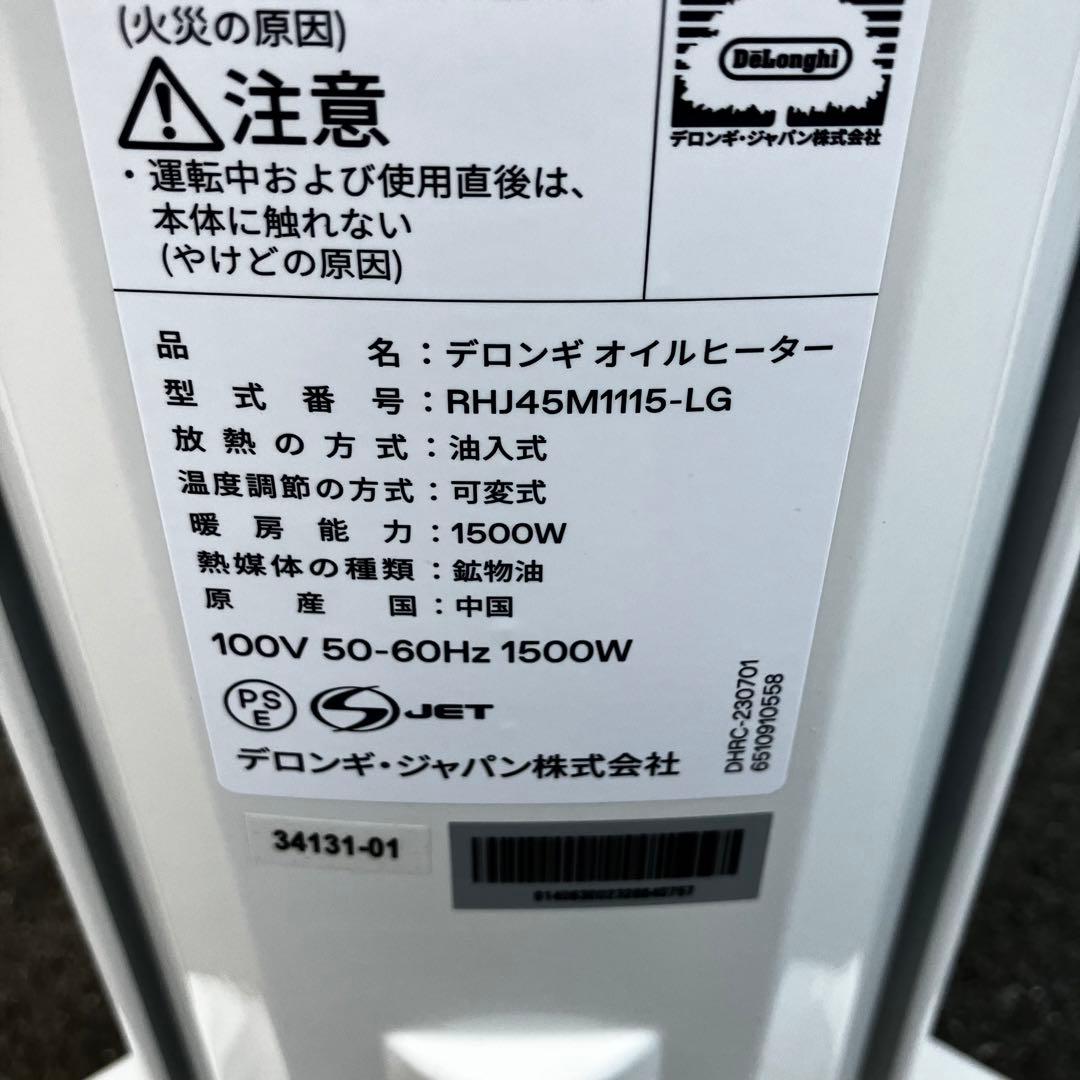 (火災の原因)
注意
・運転中および使用直後は、
本体に触れない
(やけどの原因)
DeLonghi
デロンギ・ジャパン株式会社
品名：デロンギ オイルヒーター
型式番号：RHJ45M1115-LG
放熱の方式：油入式
温度調節の方式：可変式
暖房能力：1500W
熱媒体の種類：鉱物油
原産国：中国
100V 50-60Hz 1500W
PSE
JET
デロンギ・ジャパン株式会社
DHRC-230701
6510910558
34131-01